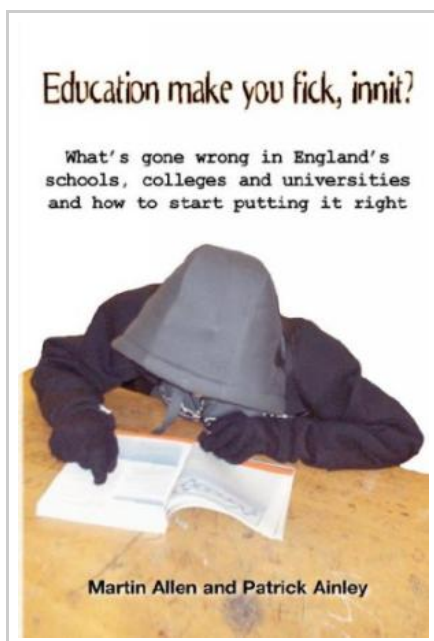 Education make you fick, innit?
What's gone wrong in England's
schools, colleges and universities
and how to start putting it right
Martin Allen and Patrick Ainley